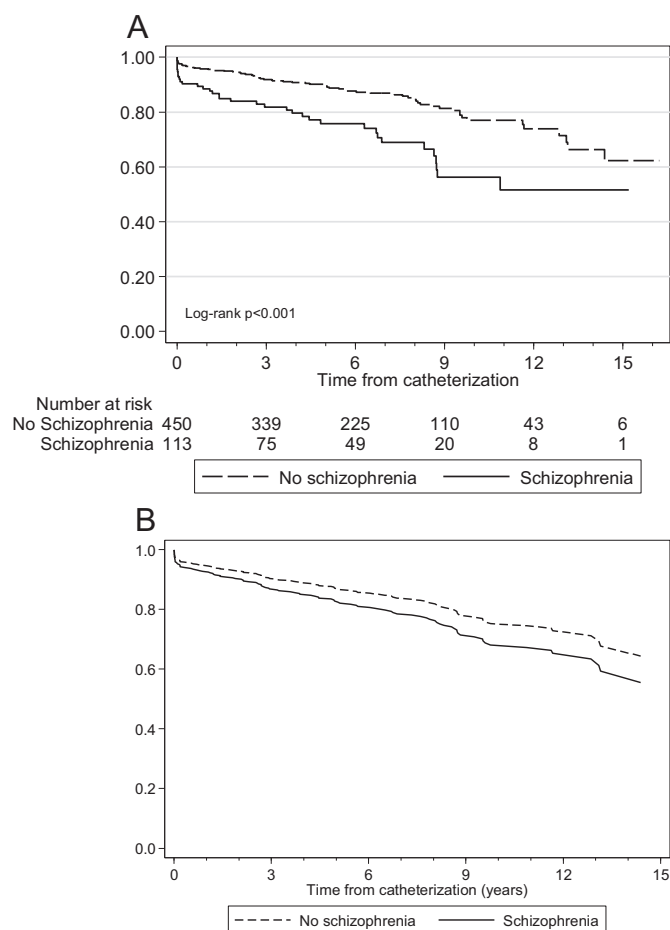 A
1.00
0.80
0.60
0.40
0.20
0.00
Log-rank p<0.001
0 3 6 9 12 15
Time from catheterization
Number at risk
No Schizophrenia 450 339 225 110 43 6
Schizophrenia 113 75 49 20 8 1
No schizophrenia Schizophrenia
B
1.0
0.8
0.6
0.4
0.2
0.0
0 3 6 9 12 15
Time from catheterization (years)
No schizophrenia Schizophrenia